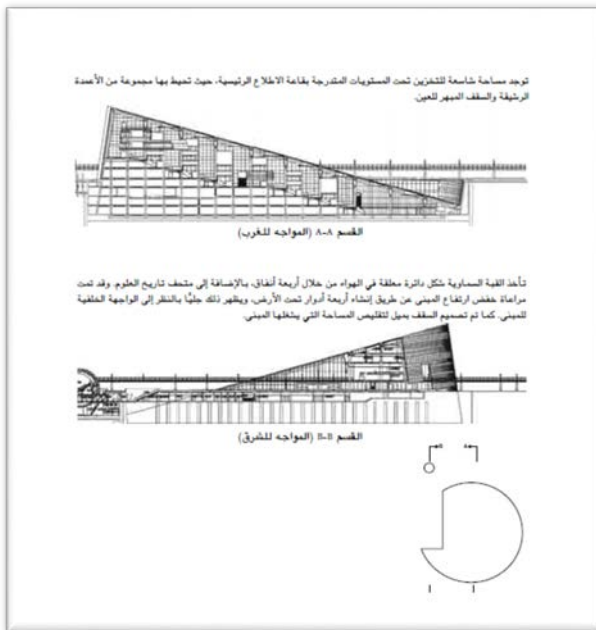 توجد مساحة شاسعة للتخزين تحت المستويات المتدرجة بقاعة الاطلاع الرئيسية، حيث تحيط بها مجموعة من الأعمدة
الرشيقة والسقف المبهر للعين.
القسم A-A (المواجه للغرب)
تأخذ القبة السماوية شكل دائرة معلقة في الهواء من خلال أربعة أنفاق، بالإضافة إلى متحف تاريخ العلوم. وقد تمت
مراعاة خفض ارتفاع المبنى عن طريق إنشاء أربعة أدوار تحت الأرض، ويظهر ذلك جليًّا بالنظر إلى الواجهة الخلفية
للمبنى. كما تم تصميم السقف بميل لتقليص المساحة التي يشغلها المبنى.
القسم B-B (المواجه للشرق)
B A